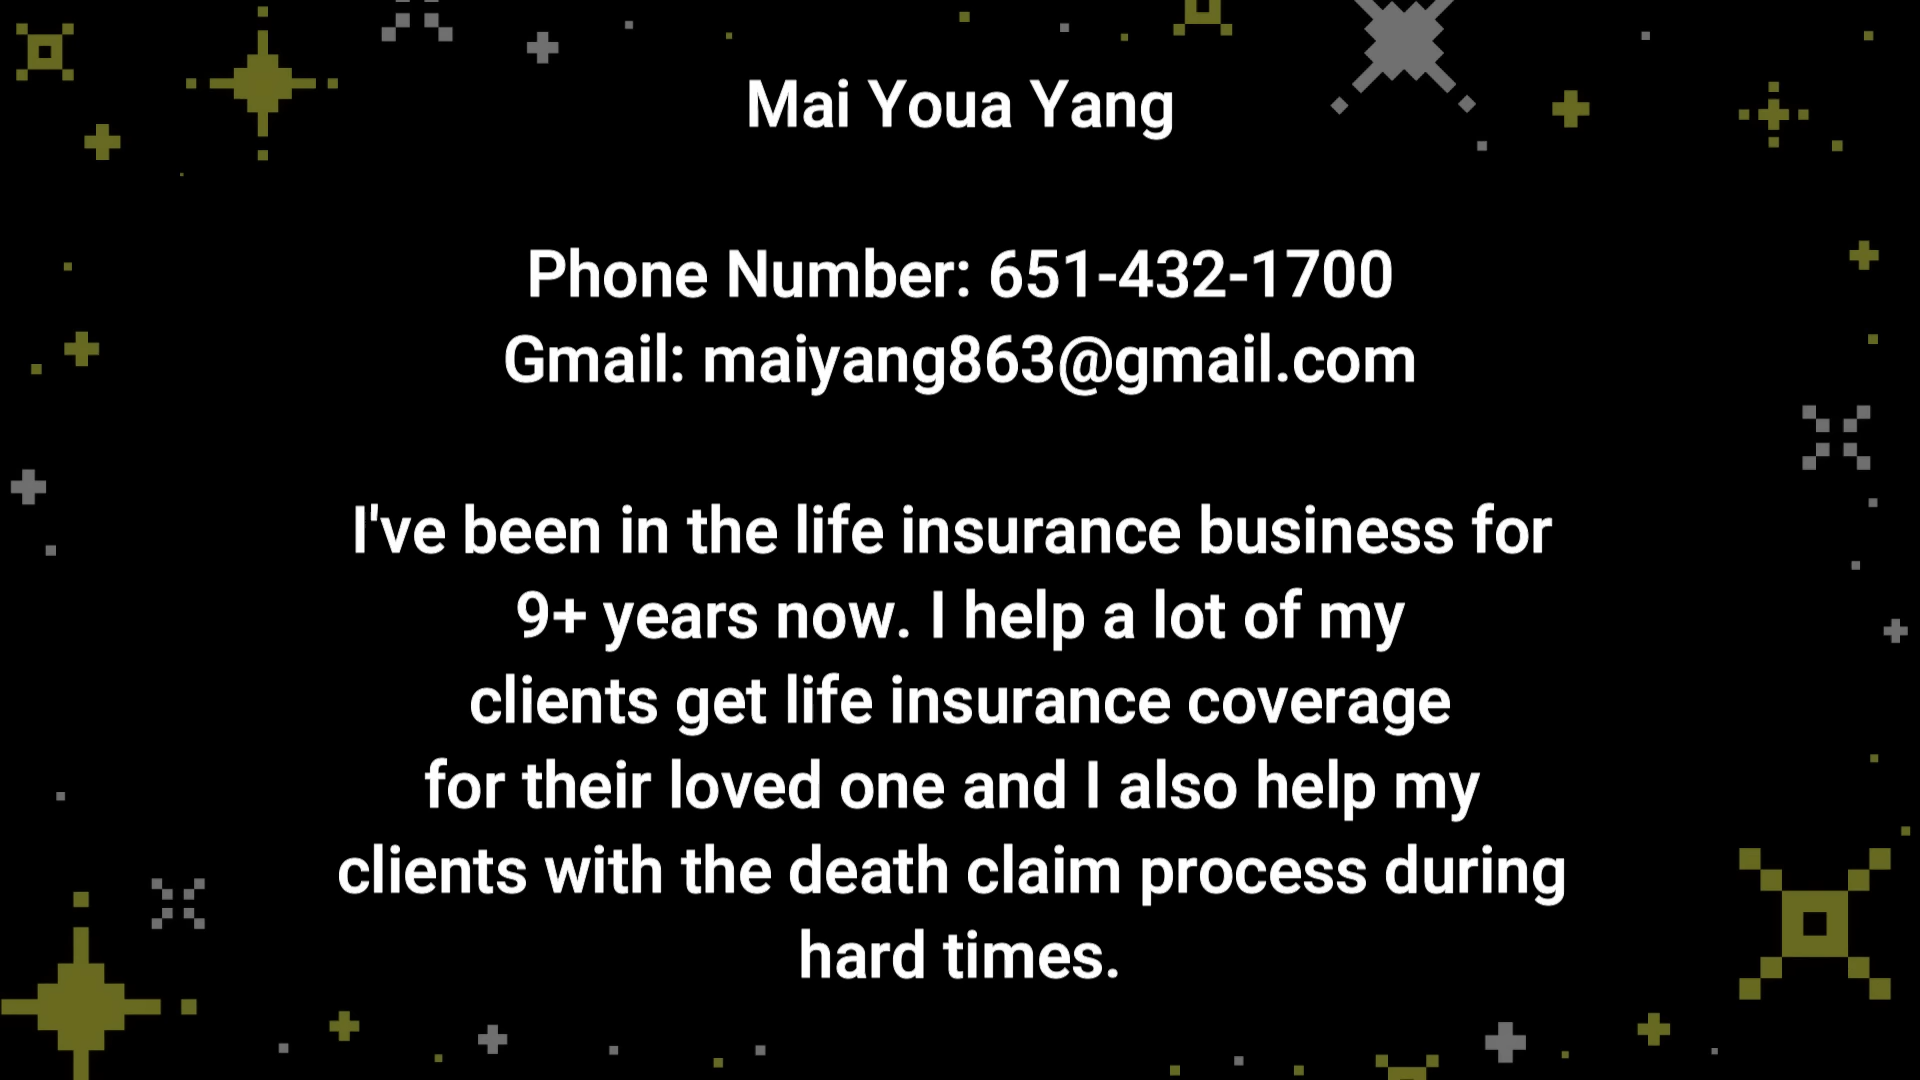 Mai Youa Yang
Phone Number: 651-432-1700
Gmail: maiyang863@gmail.com
I've been in the life insurance business for
9+ years now. I help a lot of my
clients get life insurance coverage
for their loved one and I also help my
clients with the death claim process during
hard times.